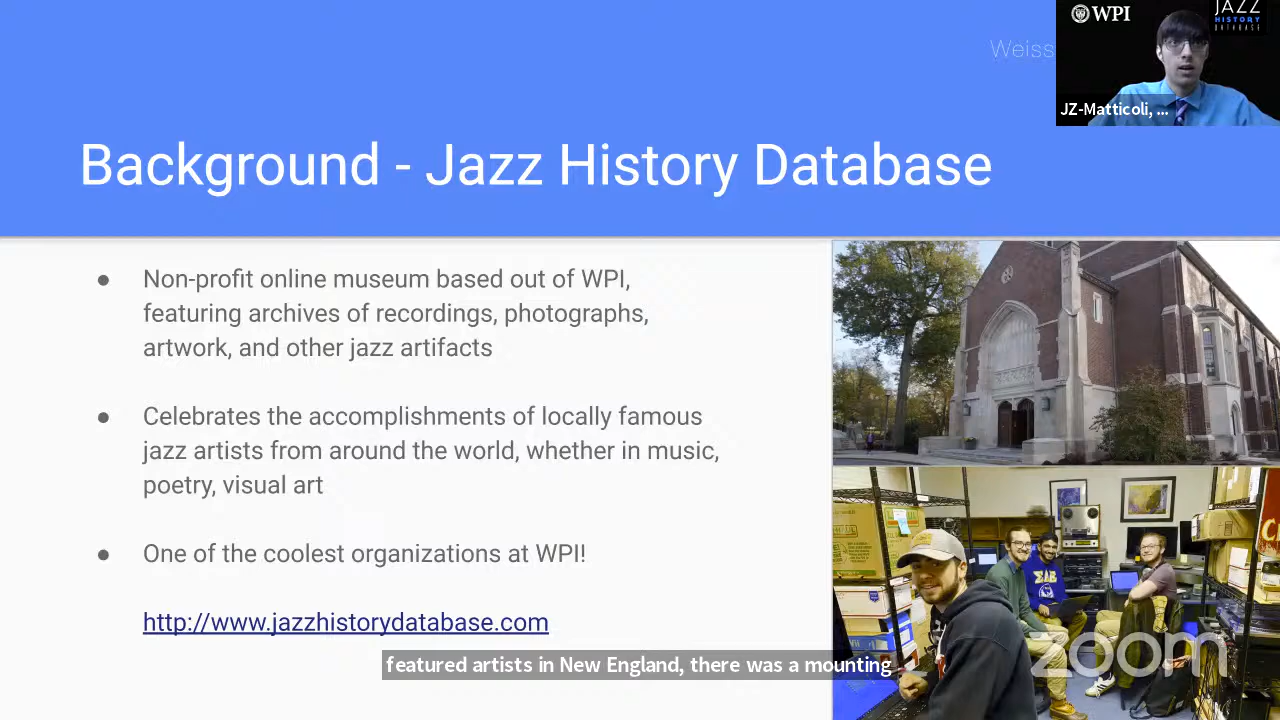 WPI
JAZZ
HISTORY
DATABASE
Weiss
JZ-Matticoli, ...
Background - Jazz History Database
● Non-profit online museum based out of WPI,
featuring archives of recordings, photographs,
artwork, and other jazz artifacts
● Celebrates the accomplishments of locally famous
jazz artists from around the world, whether in music,
poetry, visual art
● One of the coolest organizations at WPI!
http://www.jazzhistorydatabase.com
featured artists in New England, there was a mounting
ΣΑΕ
zoom